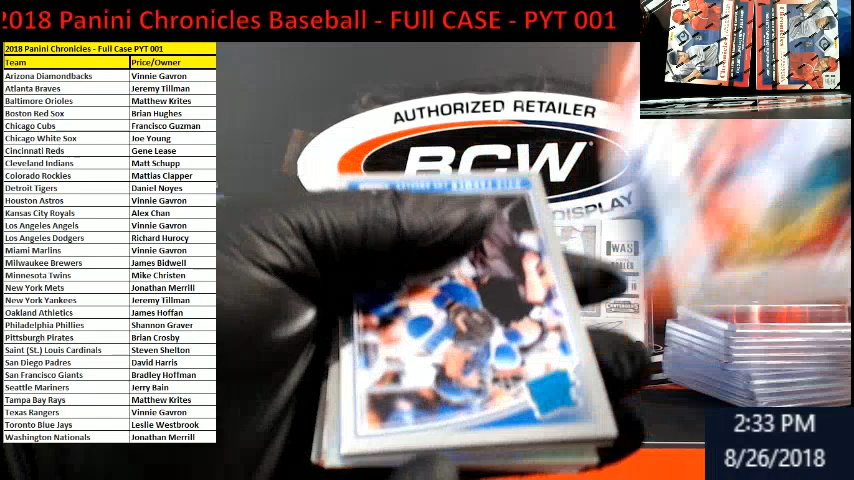 2018 Panini Chronicles Baseball - FUll CASE - PYT 001
2018 Panini Chronicles - Full Case PYT 001
Team Price/Owner
Arizona Diamondbacks Vinnie Gavron
Atlanta Braves Jeremy Tillman
Baltimore Orioles Matthew Krites
Boston Red Sox Brian Hughes
Chicago Cubs Francisco Guzman
Chicago White Sox Joe Young
Cincinnati Reds Gene Lease
Cleveland Indians Matt Schupp
Colorado Rockies Mattias Clapper
Detroit Tigers Daniel Noyes
Houston Astros Vinnie Gavron
Kansas City Royals Alex Chan
Los Angeles Angels Vinnie Gavron
Los Angeles Dodgers Richard Hurocy
Miami Marlins Vinnie Gavron
Milwaukee Brewers James Bidwell
Minnesota Twins Mike Christen
New York Mets Jonathan Merrill
New York Yankees Jeremy Tillman
Oakland Athletics James Hoffan
Philadelphia Phillies Shannon Graver
Pittsburgh Pirates Brian Crosby
Saint (St.) Louis Cardinals Steven Shelton
San Diego Padres David Harris
San Francisco Giants Bradley Hoffman
Seattle Mariners Jerry Bain
Tampa Bay Rays Matthew Krites
Texas Rangers Vinnie Gavron
Toronto Blue Jays Leslie Westbrook
Washington Nationals Jonathan Merrill
AUTHORIZED RETAILER
BCW
DISPLAY
WAS
Chronicles
2:33 PM
8/26/2018